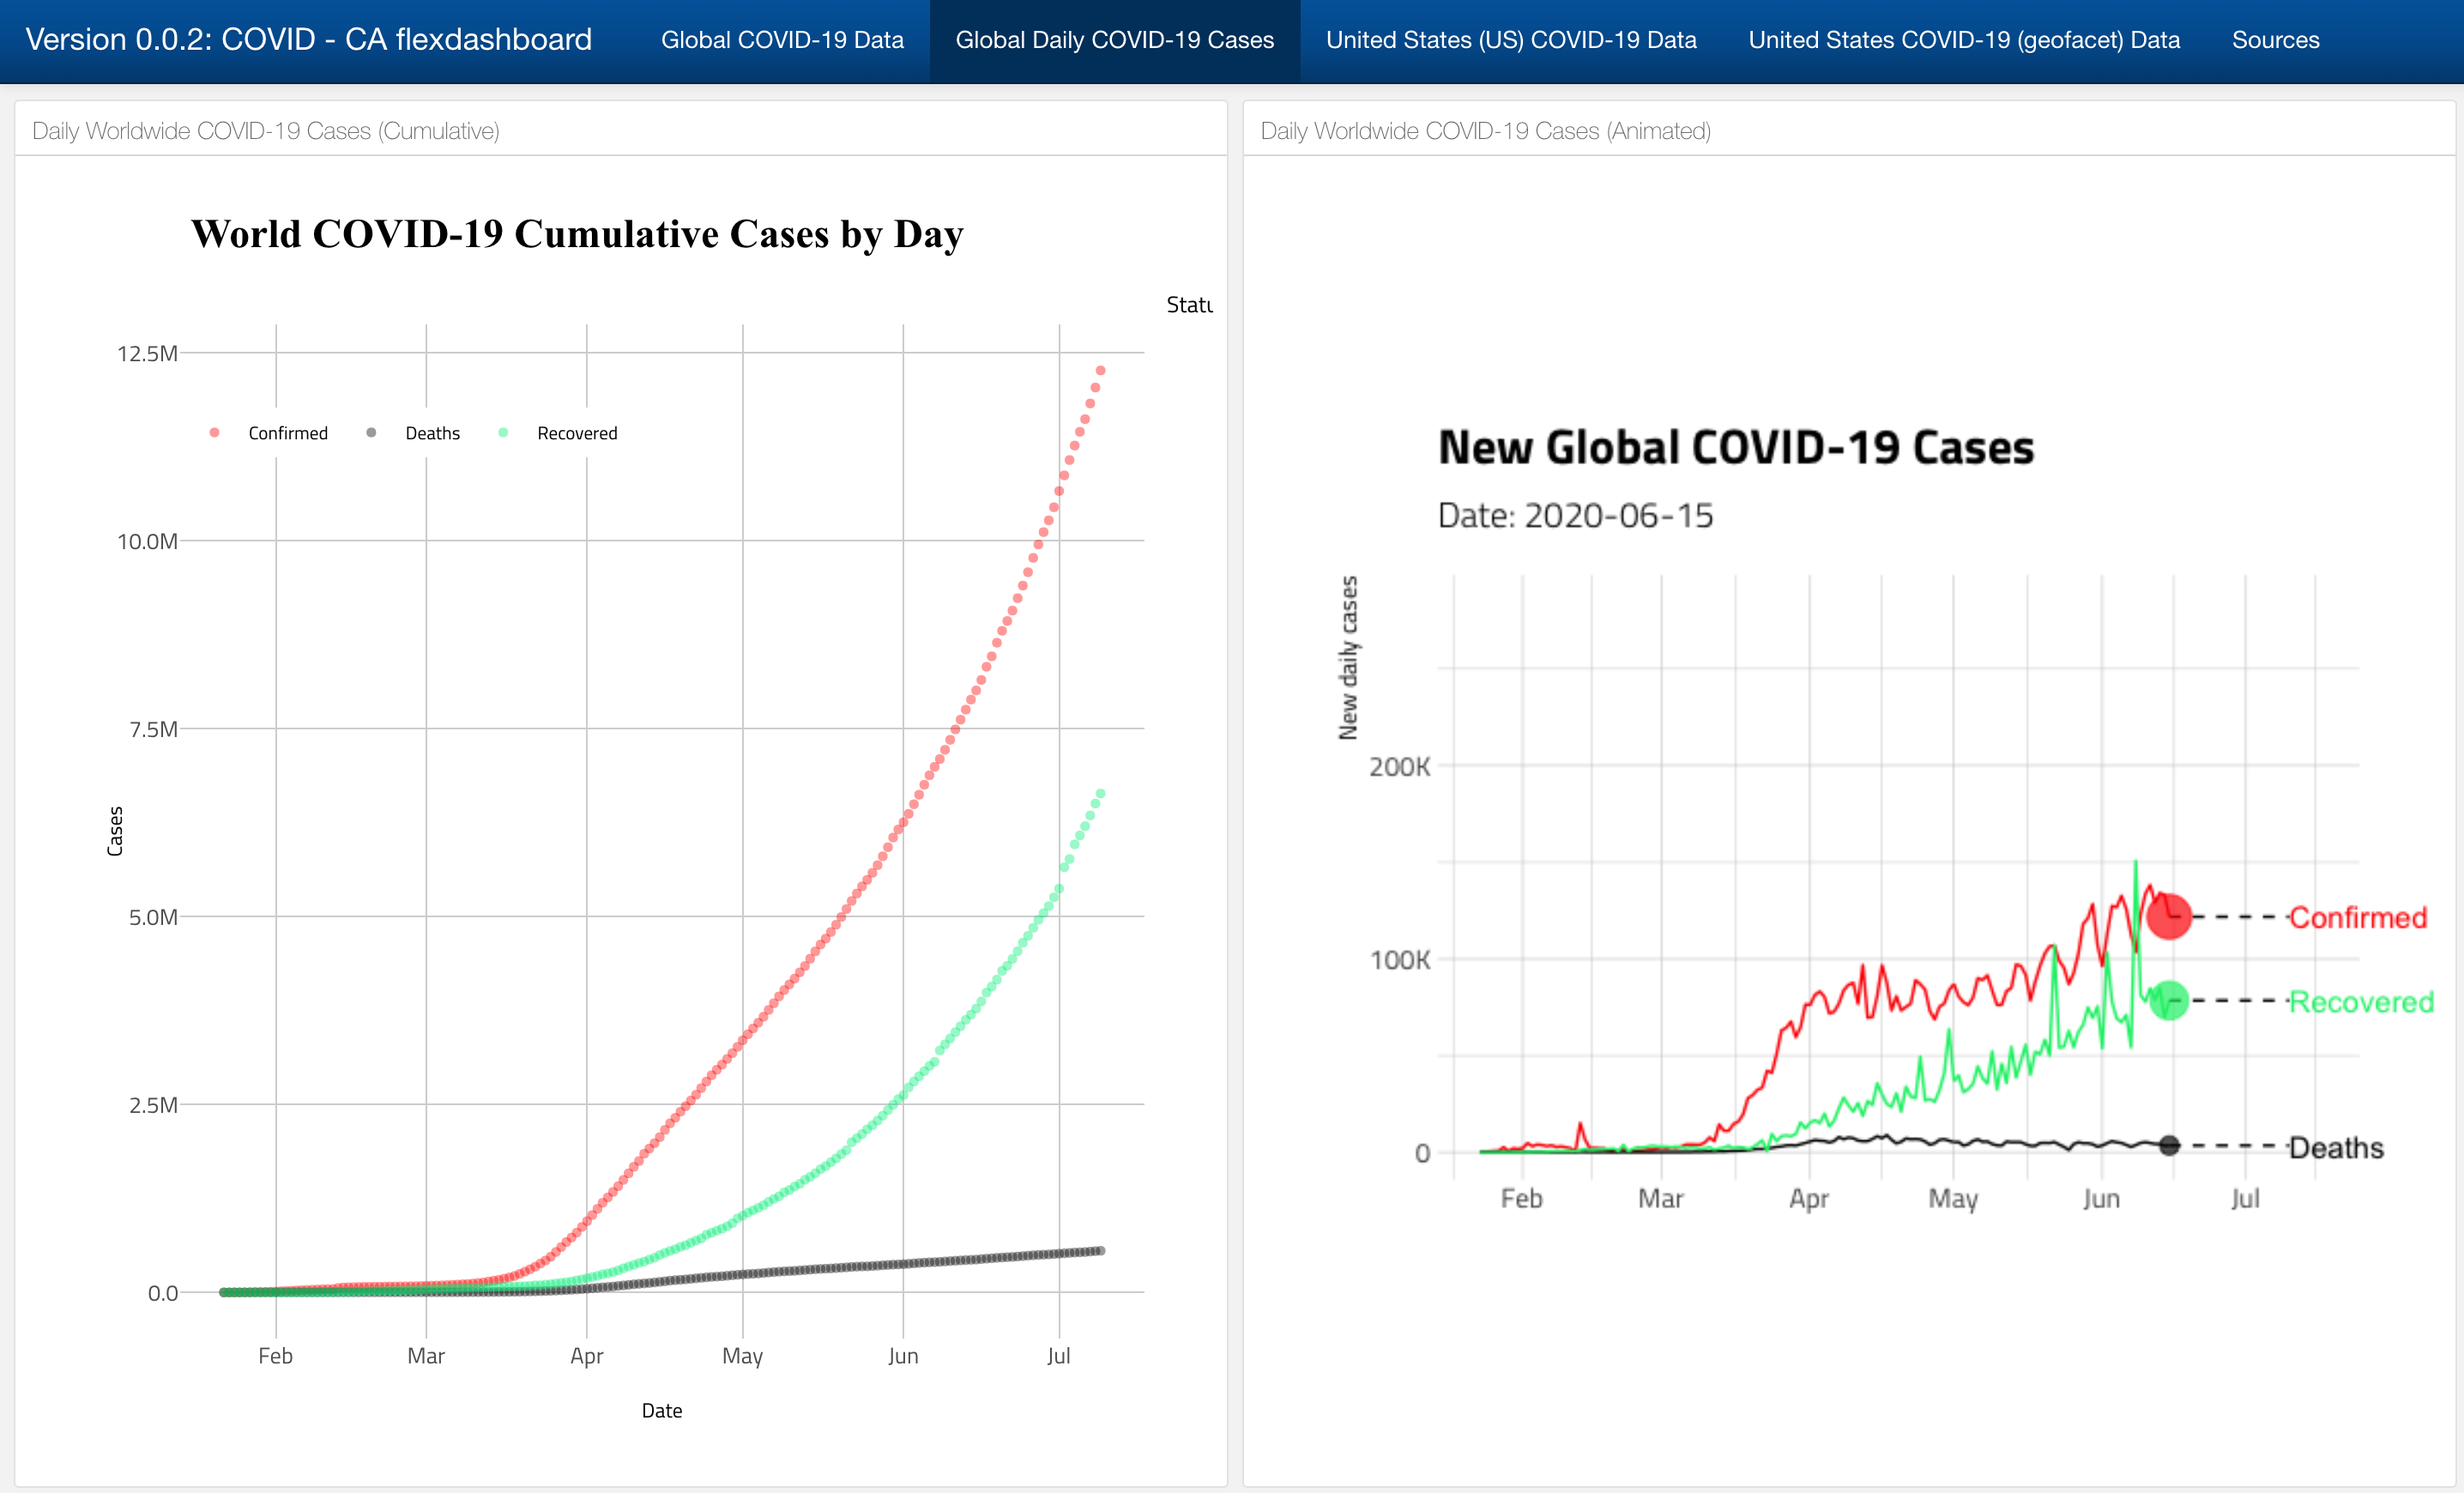 Version 0.0.2: COVID - CA flexdashboard Global COVID-19 Data Global Daily COVID-19 Cases United States (US) COVID-19 Data United States COVID-19 (geofacet) Data Sources
Daily Worldwide COVID-19 Cases (Cumulative)
World COVID-19 Cumulative Cases by Day
Statu
12.5M
Confirmed Deaths Recovered
10.0M
7.5M
Cases
5.0M
2.5M
0.0
Feb Mar Apr May Jun Jul
Date
Daily Worldwide COVID-19 Cases (Animated)
New Global COVID-19 Cases
Date: 2020-06-15
New daily cases
200K
Confirmed
100K
Recovered
0
Deaths
Feb Mar Apr May Jun Jul